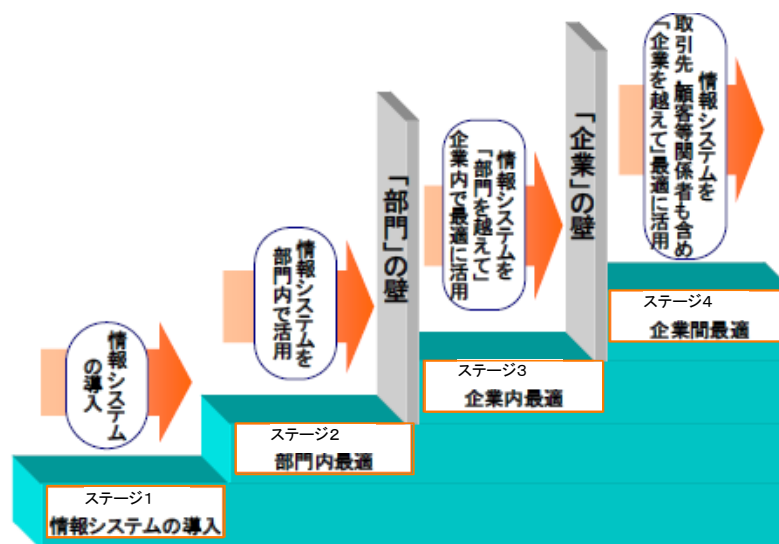 情報システム
の導入
ステージ1
情報システムの導入
情報システムを
部門内で活用
ステージ2
部門内最適
「部門」の壁
情報システムを
「部門を越えて」
企業内で最適に活用
ステージ3
企業内最適
「企業」の壁
情報システムを
取引先、顧客等関係者も含め
「企業を越えて」最適に活用
ステージ4
企業間最適